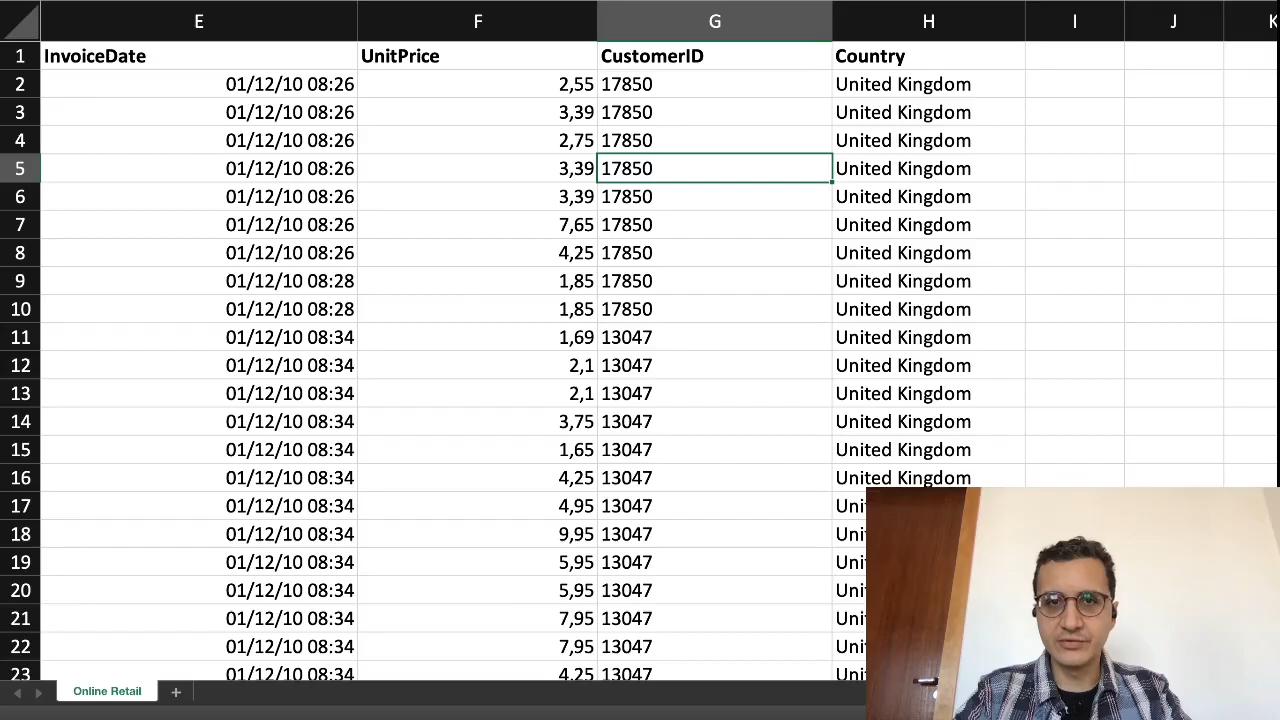 E F G H I J K
1 InvoiceDate UnitPrice CustomerID Country
2 01/12/10 08:26 2,55 17850 United Kingdom
3 01/12/10 08:26 3,39 17850 United Kingdom
4 01/12/10 08:26 2,75 17850 United Kingdom
5 01/12/10 08:26 3,39 17850 United Kingdom
6 01/12/10 08:26 3,39 17850 United Kingdom
7 01/12/10 08:26 7,65 17850 United Kingdom
8 01/12/10 08:26 4,25 17850 United Kingdom
9 01/12/10 08:28 1,85 17850 United Kingdom
10 01/12/10 08:28 1,85 17850 United Kingdom
11 01/12/10 08:34 1,69 13047 United Kingdom
12 01/12/10 08:34 2,1 13047 United Kingdom
13 01/12/10 08:34 2,1 13047 United Kingdom
14 01/12/10 08:34 3,75 13047 United Kingdom
15 01/12/10 08:34 1,65 13047 United Kingdom
16 01/12/10 08:34 4,25 13047 United Kingdom
17 01/12/10 08:34 4,95 13047 Uni
18 01/12/10 08:34 9,95 13047 Uni
19 01/12/10 08:34 5,95 13047 Uni
20 01/12/10 08:34 5,95 13047 Uni
21 01/12/10 08:34 7,95 13047 Uni
22 01/12/10 08:34 7,95 13047 Uni
23 01/12/10 08:34 4,25 13047 Uni
Online Retail +